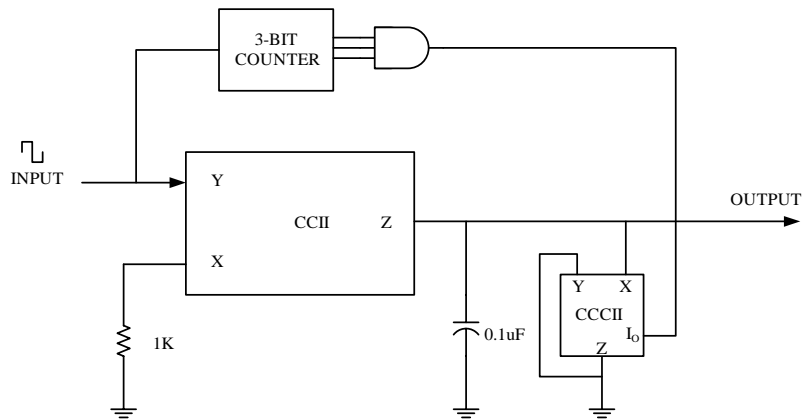 3-BIT
COUNTER
INPUT
OUTPUT
Y
CCII
Z
X
Y
X
CCCII
IO
Z
1K
0.1uF